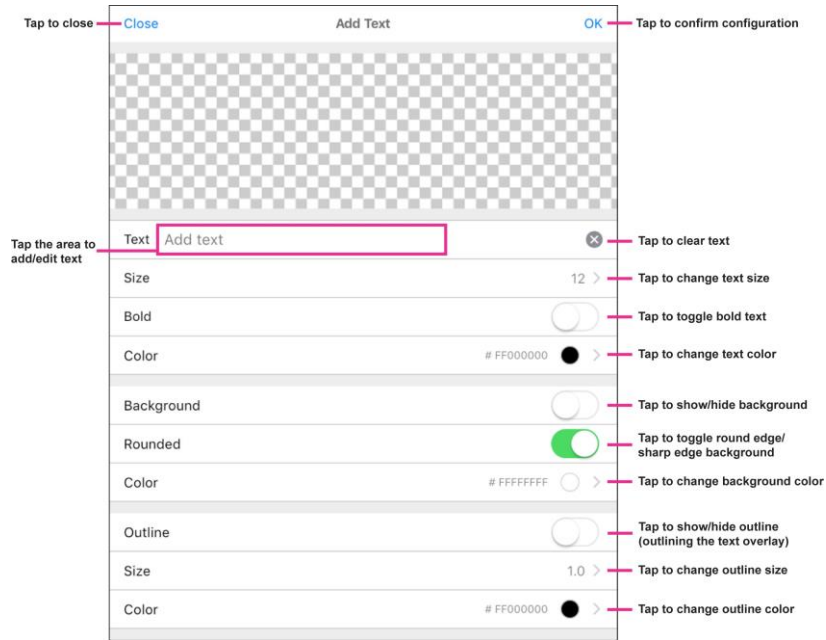 Tap to close
Close
Add Text
OK
Tap to confirm configuration
Tap the area to
add/edit text
Text
Add text
Tap to clear text
Size
12
Tap to change text size
Bold
Tap to toggle bold text
Color
# FF000000
Tap to change text color
Background
Tap to show/hide background
Rounded
Tap to toggle round edge/
sharp edge background
Color
# FFFFFFFF
Tap to change background color
Outline
Tap to show/hide outline
(outlining the text overlay)
Size
1.0
Tap to change outline size
Color
# FF000000
Tap to change outline color